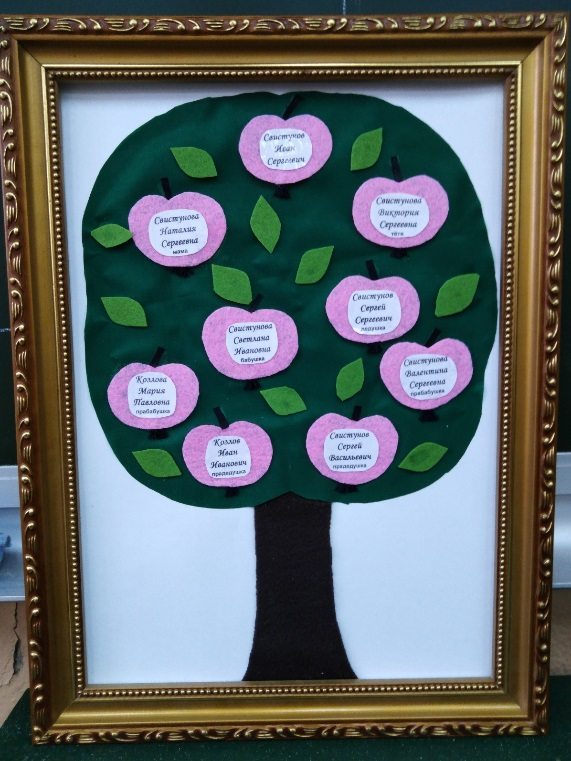 Свистунов
Иван
Сергеевич
Свистунова
Виктория
Сергеевна
тётя
Свистунова
Наталия
Сергеевна
мама
Свистунов
Сергей
Сергеевич
дедушка
Свистунова
Светлана
Ивановна
бабушка
Свистунова
Валентина
Сергеевна
прабабушка
Козлова
Мария
Павловна
прабабушка
Козлов
Иван
Иванович
прадедушка
Свистунов
Сергей
Васильевич
прадедушка